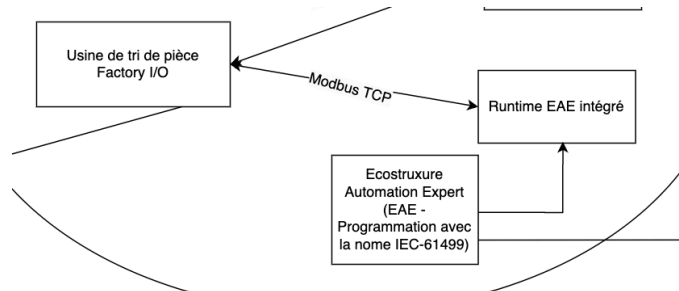 Usine de tri de pièce
Factory I/O
Modbus TCP
Runtime EAE intégré
Ecostruxure
Automation Expert
(EAE -
Programmation avec
la nome IEC-61499)